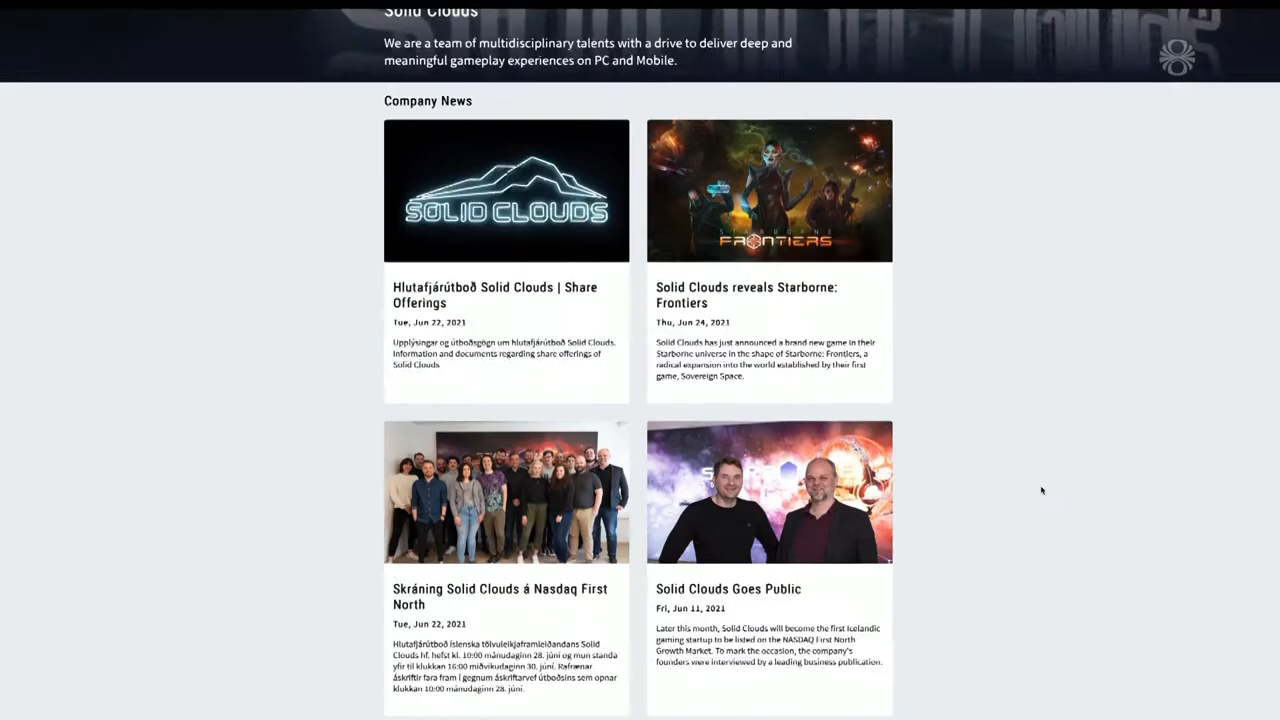 Solid Clouds
We are a team of multidisciplinary talents with a drive to deliver deep and
meaningful gameplay experiences on PC and Mobile.
Company News
SOLID CLOUDS
STARBORNE
FRONTIERS
Hlutafjárútboð Solid Clouds | Share
Offerings
Tue, Jun 22, 2021
Upplýsingar og útboðsgögn um hlutafjárútboð Solid Clouds.
Information and documents regarding share offerings of
Solid Clouds
Solid Clouds reveals Starborne:
Frontiers
Thu, Jun 24, 2021
Solid Clouds has just announced a brand new game in their
Starborne universe in the shape of Starborne: Frontiers, a
radical expansion into the world established by their first
game, Sovereign Space.
Skráning Solid Clouds á Nasdaq First
North
Tue, Jun 22, 2021
Hlutafjárútboð íslenska tölvuleikjaframleiðandans Solid
Clouds hf. hefst kl. 10:00 mánudaginn 28. júní og mun standa
yfir til klukkan 16:00 miðvikudaginn 30. júní. Rafrænar
áskriftir fara fram í gegnum áskriftarvef útboðsins sem opnar
klukkan 10:00 mánudaginn 28. júní.
Solid Clouds Goes Public
Fri, Jun 11, 2021
Later this month, Solid Clouds will become the first Icelandic
gaming startup to be listed on the NASDAQ First North
Growth Market. To mark the occasion, the company's
founders were interviewed by a leading business publication.